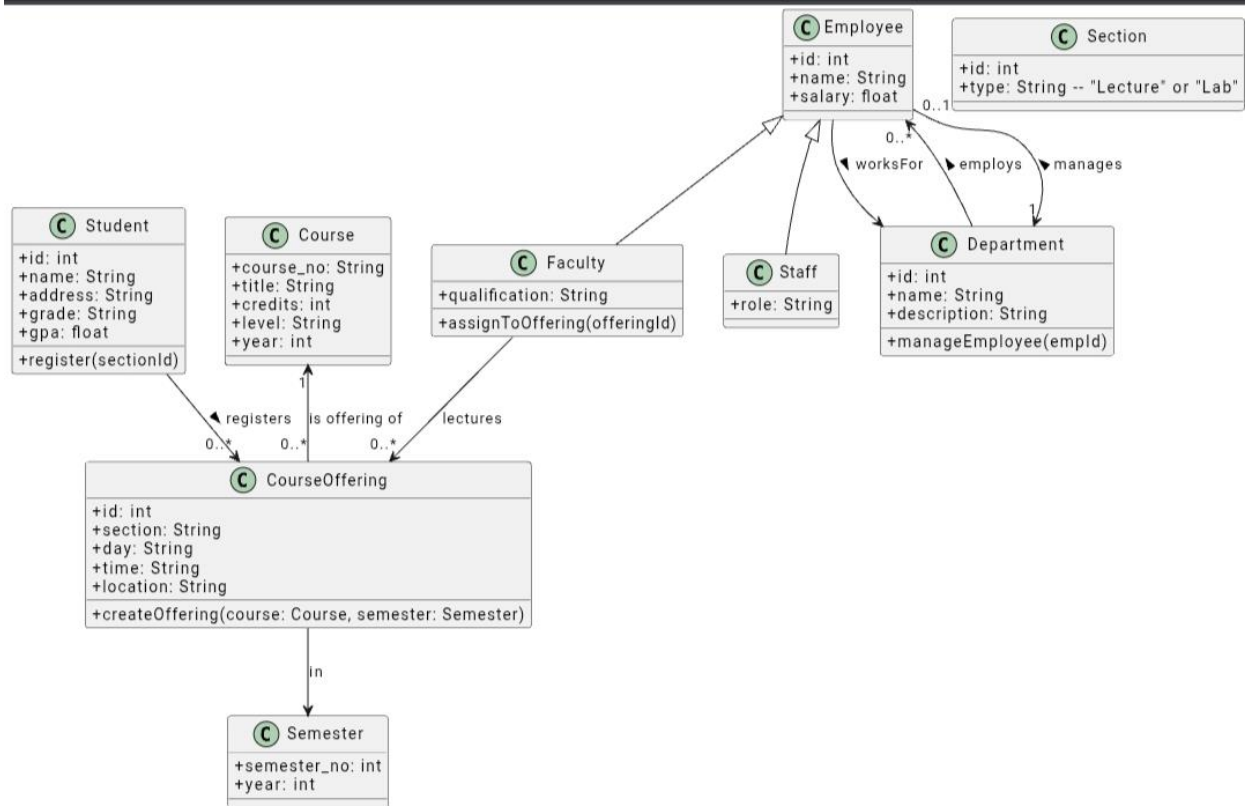 C Employee
+id: int
+name: String
+salary: float
C Section
+id: int
+type: String -- "Lecture" or "Lab"
0..1
0..*
worksFor
employs
manages
1
C Student
+id: int
+name: String
+address: String
+grade: String
+gpa: float
+register(sectionId)
C Course
+course_no: String
+title: String
+credits: int
+level: String
+year: int
C Faculty
+qualification: String
+assignToOffering(offeringId)
C Staff
+role: String
C Department
+id: int
+name: String
+description: String
+manageEmployee(empId)
1
registers
is offering of
lectures
0..*
0..*
0..*
C CourseOffering
+id: int
+section: String
+day: String
+time: String
+location: String
+createOffering(course: Course, semester: Semester)
in
C Semester
+semester_no: int
+year: int